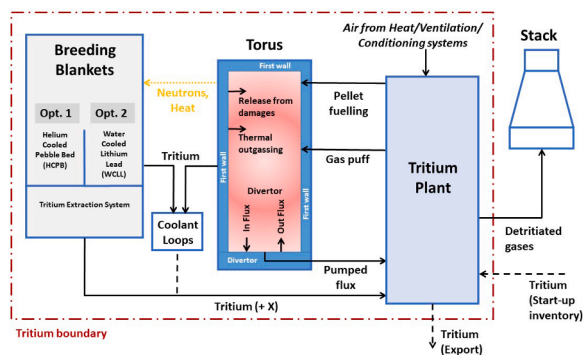 Breeding
Blankets
Opt. 1
Opt. 2
Helium
Cooled
Pebble Bed
(HCPB)
Water
Cooled
Lithium
Lead
(WCLL)
Tritium Extraction System
Neutrons,
Heat
Tritium
Coolant
Loops
Torus
First wall
First wall
First wall
Release from
damages
Thermal
outgassing
Divertor
In Flux
Out Flux
Divertor
Air from Heat/Ventilation/
Conditioning systems
Pellet
fuelling
Gas puff
Pumped
flux
Tritium (+ X)
Tritium
Plant
Stack
Detritiated
gases
Tritium
(Start-up
inventory)
Tritium
(Export)
Tritium boundary